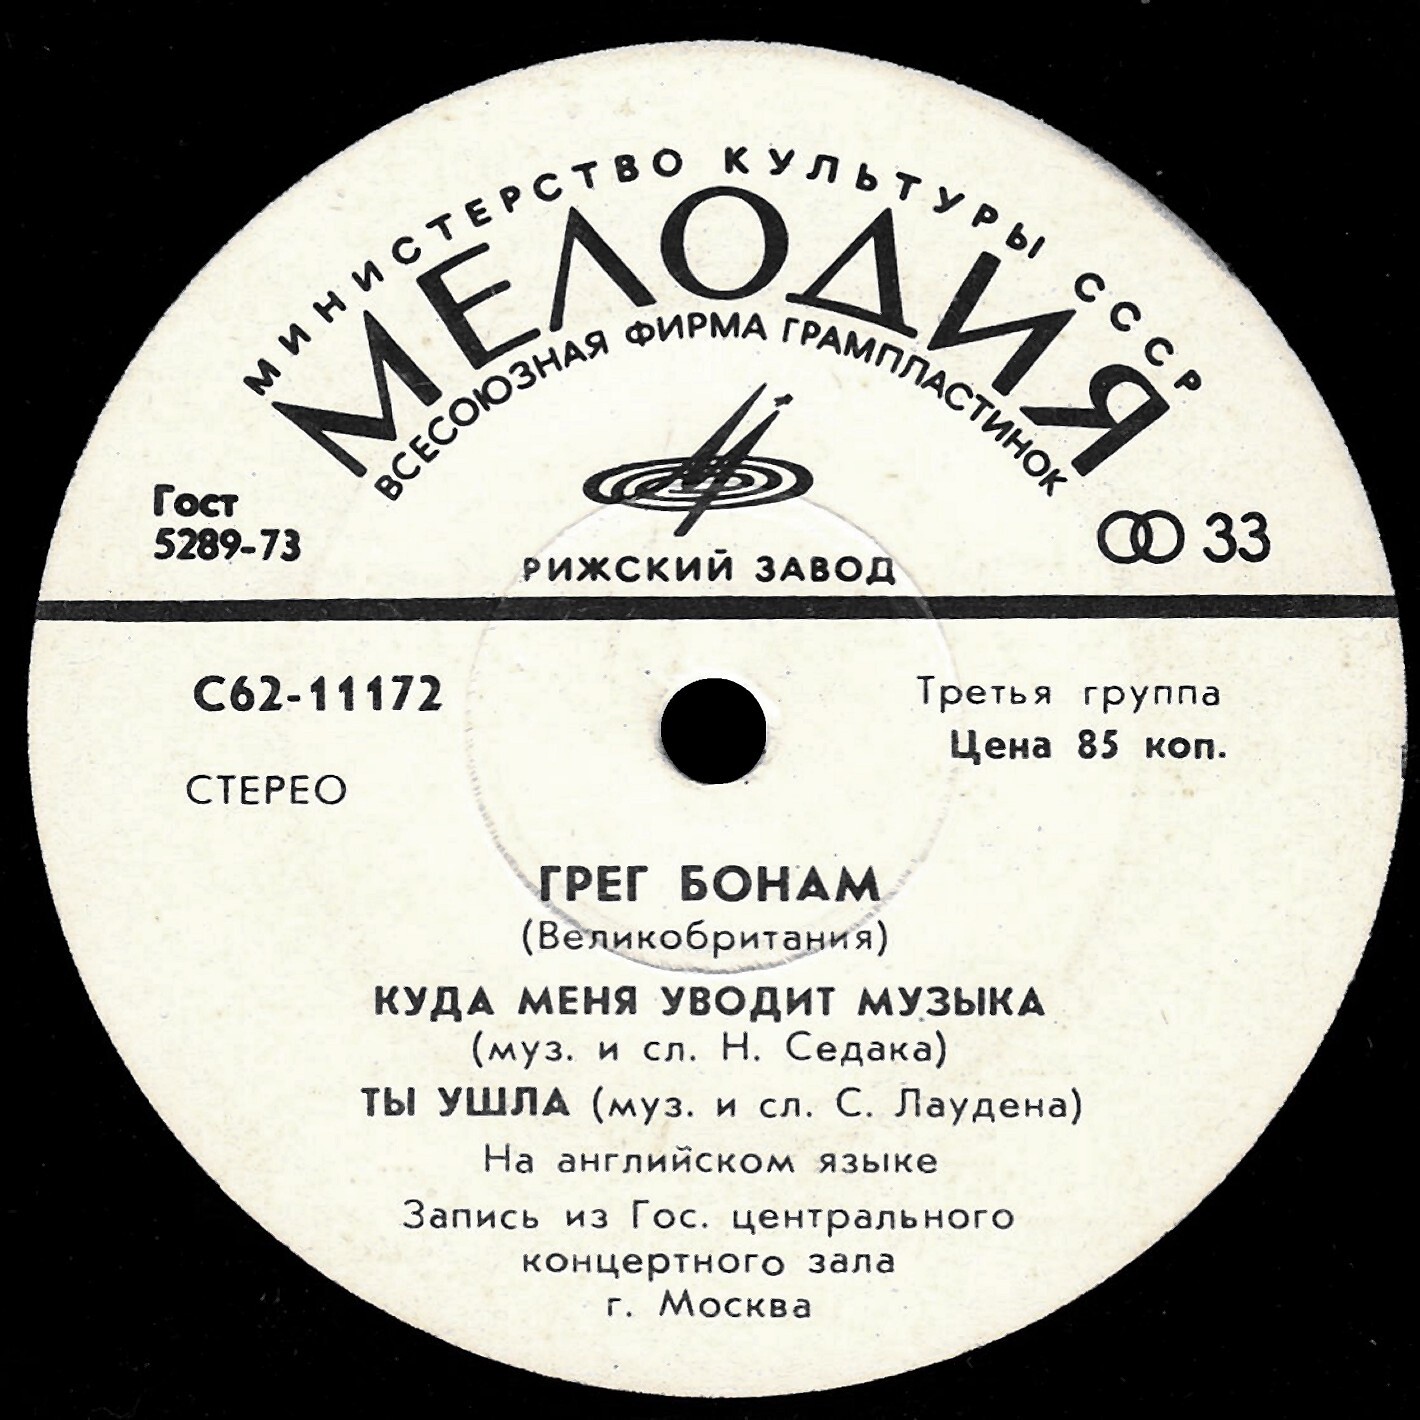 МИНИСТЕРСТВО КУЛЬТУРЫ СССР
МЕЛОДИЯ
ВСЕСОЮЗНАЯ ФИРМА ГРАМПЛАСТИНОК
Гост
5289-73
33
РИЖСКИЙ ЗАВОД
С62-11172
Третья группа
Цена 85 коп.
СТЕРЕО
ГРЕГ БОНАМ
(Великобритания)
КУДА МЕНЯ УВОДИТ МУЗЫКА
(муз. и сл. Н. Седака)
ТЫ УШЛА (муз. и сл. С. Лаудена)
На английском языке
Запись из Гос. центрального
концертного зала
г. Москва